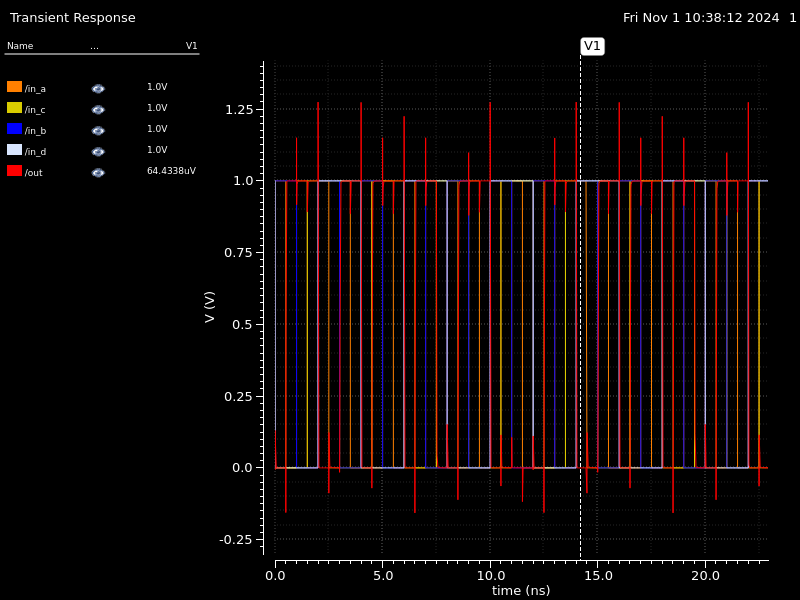 Transient Response
Fri Nov 1 10:38:12 2024 1
Name ... V1
/in_a 1.0V
/in_c 1.0V
/in_b 1.0V
/in_d 1.0V
/out 64.4338uV
V1
1.25
1.0
0.75
0.5
0.25
0.0
-0.25
V (V)
0.0 5.0 10.0 15.0 20.0
time (ns)